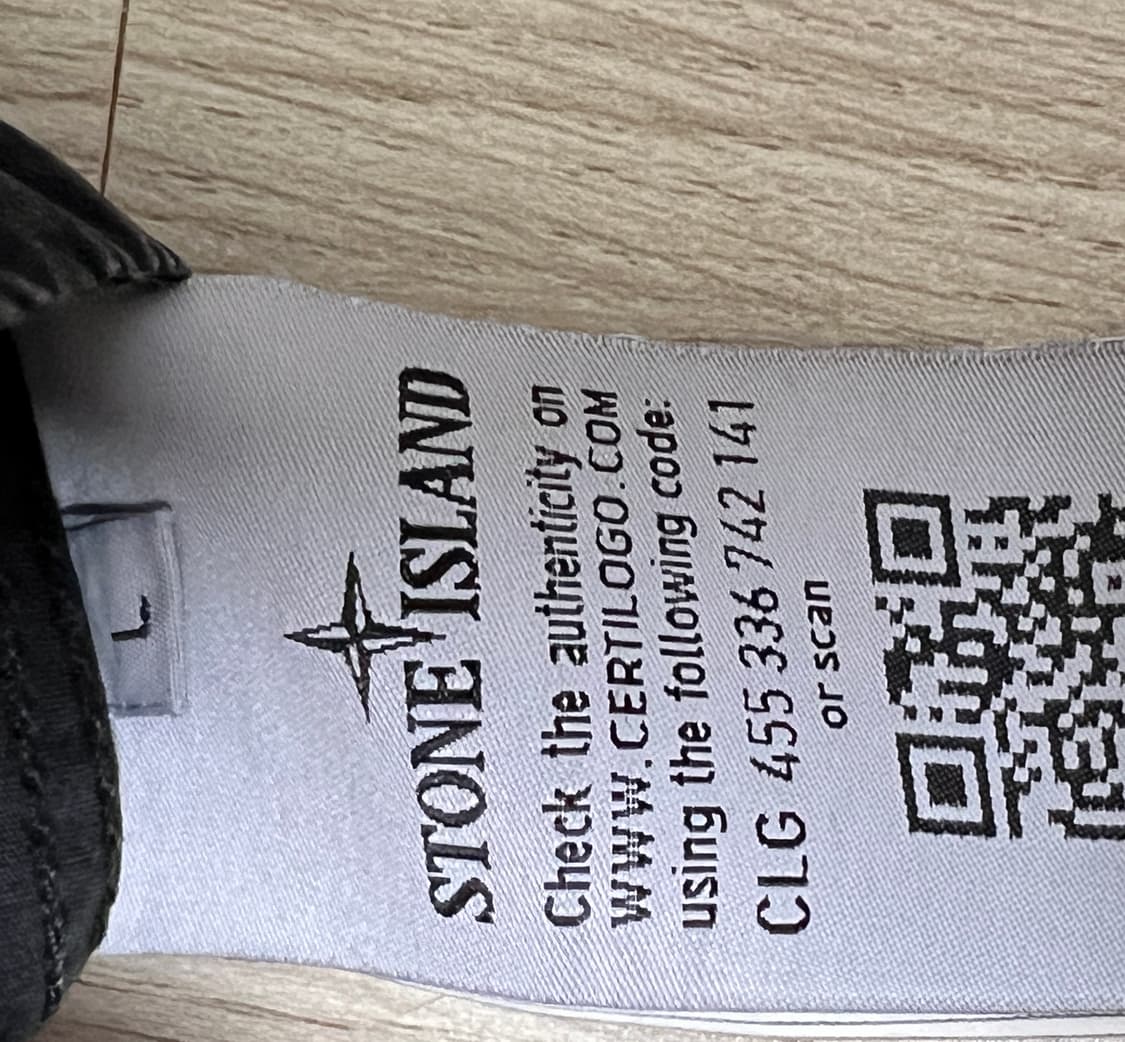 L
STONE ISLAND
Check the authenticity on
WWW.CERTILOGO.COM
using the following code:
CLG 455 336 742 141
or scan